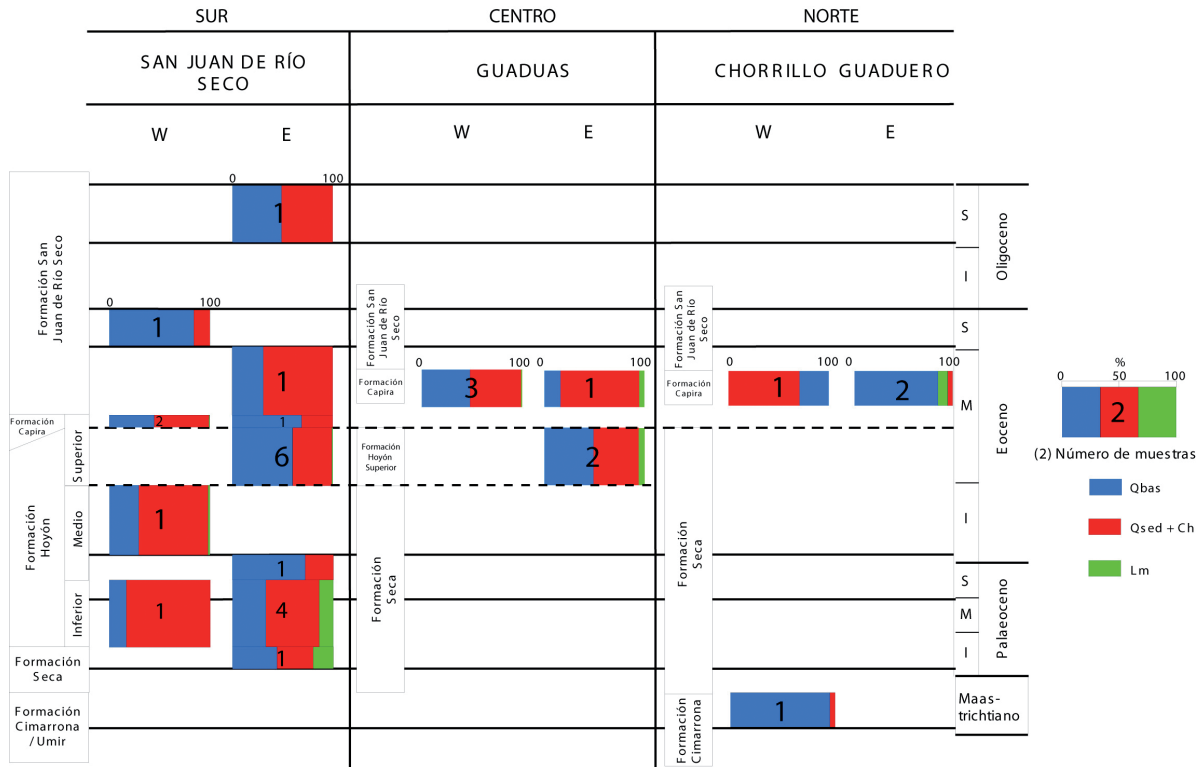 SUR
CENTRO
NORTE
SAN JUAN DE RÍO
SECO
GUADUAS
CHORRILLO GUADUERO
W
E
W
E
W
E
Formación San
Juan de Río Seco
Formación
Capira
Formación
Hoyón
Superior
Medio
Inferior
Formación
Seca
Formación
Cimarrona
/ Umir
0
100
1
0
100
1
1
2
1
6
1
1
1
4
1
Formación San
Juan de Río
Seco
Formación
Capira
Formación
Hoyón
Superior
Formación
Seca
0
100
3
0
100
1
2
Formación San
Juan de Río
Seco
Formación
Capira
Formación
Seca
Formación
Cimarrona
0
100
1
0
100
2
1
S
I
Oligoceno
S
M
I
Eoceno
S
M
I
Palaeoceno
Maas-
trichtiano
%
0
50
100
2
(2) Número de muestras
Qbas
Qsed + Ch
Lm